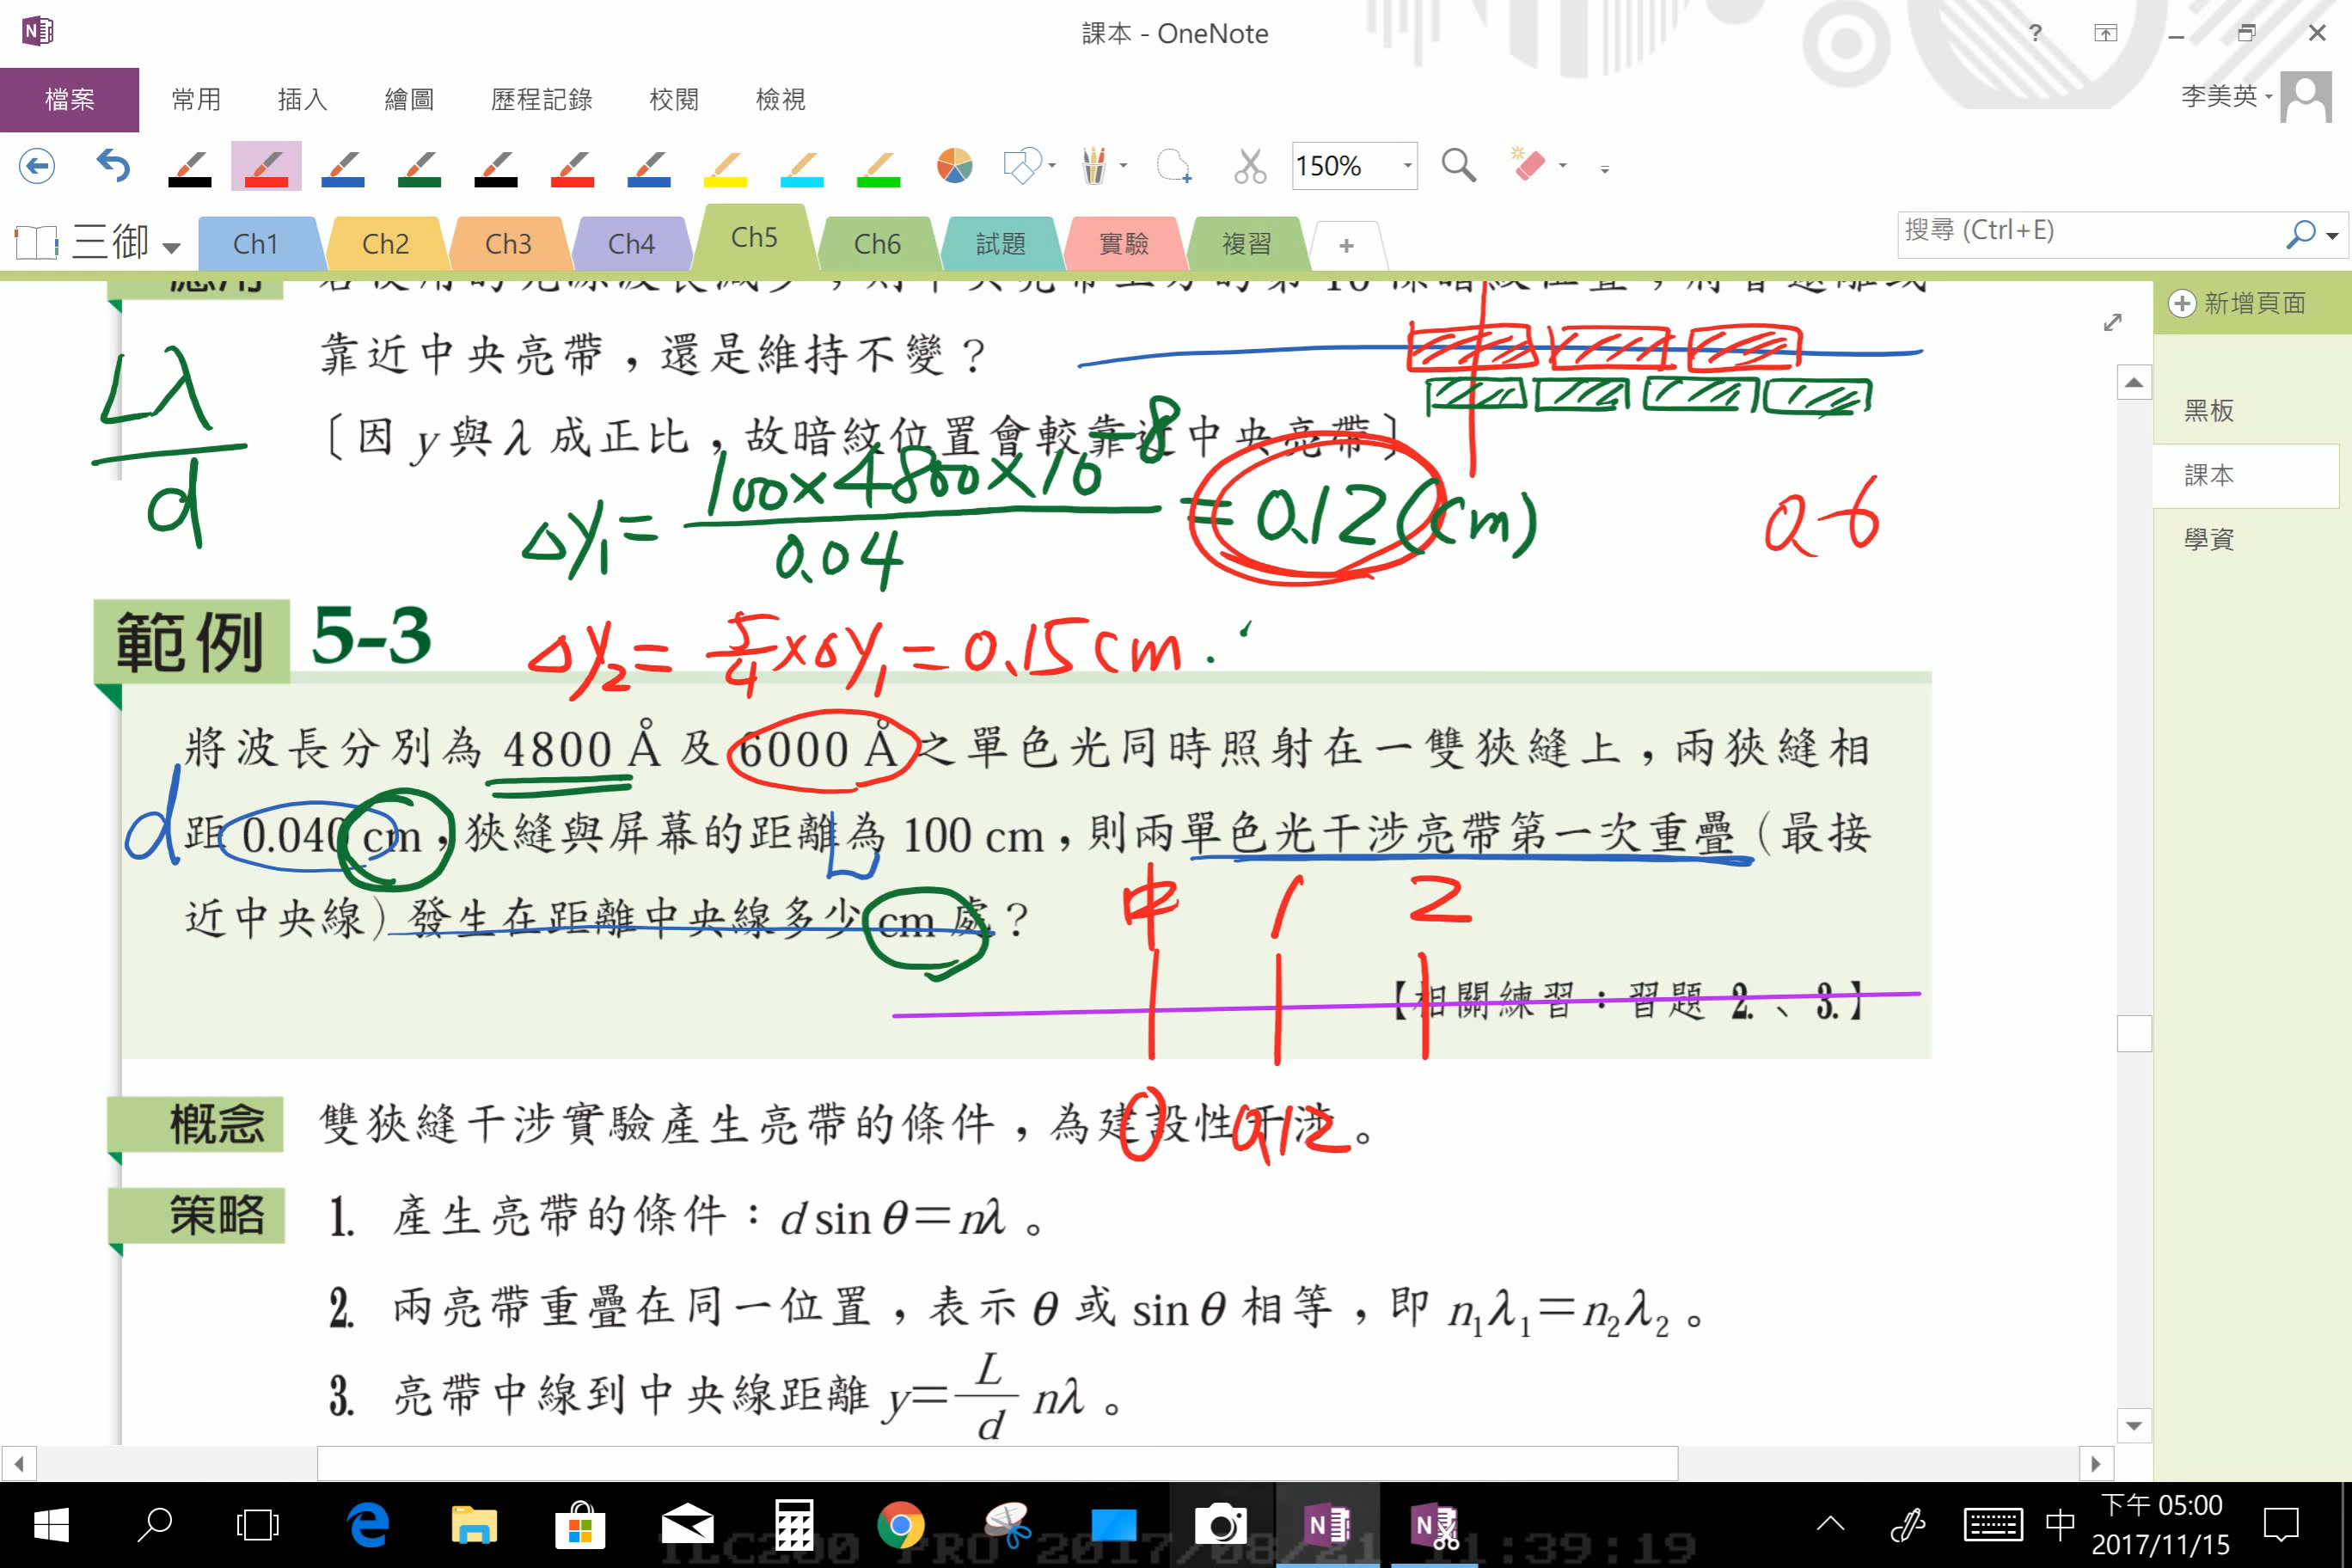 課本 - OneNote
?
檔案 常用 插入 繪圖 歷程記錄 校閱 檢視
李美英
150%
三御 Ch1 Ch2 Ch3 Ch4 Ch5 Ch6 試題 實驗 複習 +
搜尋 (Ctrl+E)
新增頁面
黑板
課本
學資
靠近中央亮帶，還是維持不變？
〔因 y 與 λ 成正比，故暗紋位置會較靠近中央亮帶〕
Lλ
d
Δy₁ = 100×4800×10⁻⁸ / 0.04 = 0.12 (cm)
0.6
範例 5-3
Δy₂ = 5/4 × Δy₁ = 0.15 cm.
將波長分別為 4800 Å 及 6000 Å 之單色光同時照射在一雙狹縫上，兩狹縫相
d
距 0.040 cm，狹縫與屏幕的距離為 100 cm，則兩單色光干涉亮帶第一次重疊（最接
L
近中央線）發生在距離中央線多少 cm 處？
中 1 2
【相關練習：習題 2.、3.】
0 0.12
概念 雙狹縫干涉實驗產生亮帶的條件，為建設性干涉。
策略 1. 產生亮帶的條件：d sin θ＝nλ。
2. 兩亮帶重疊在同一位置，表示 θ 或 sin θ 相等，即 n₁λ₁＝n₂λ₂。
3. 亮帶中線到中央線距離 y＝L/d nλ。
中
下午 05:00
2017/11/15
ILC200 PRO 2017/08/21 11:39:19